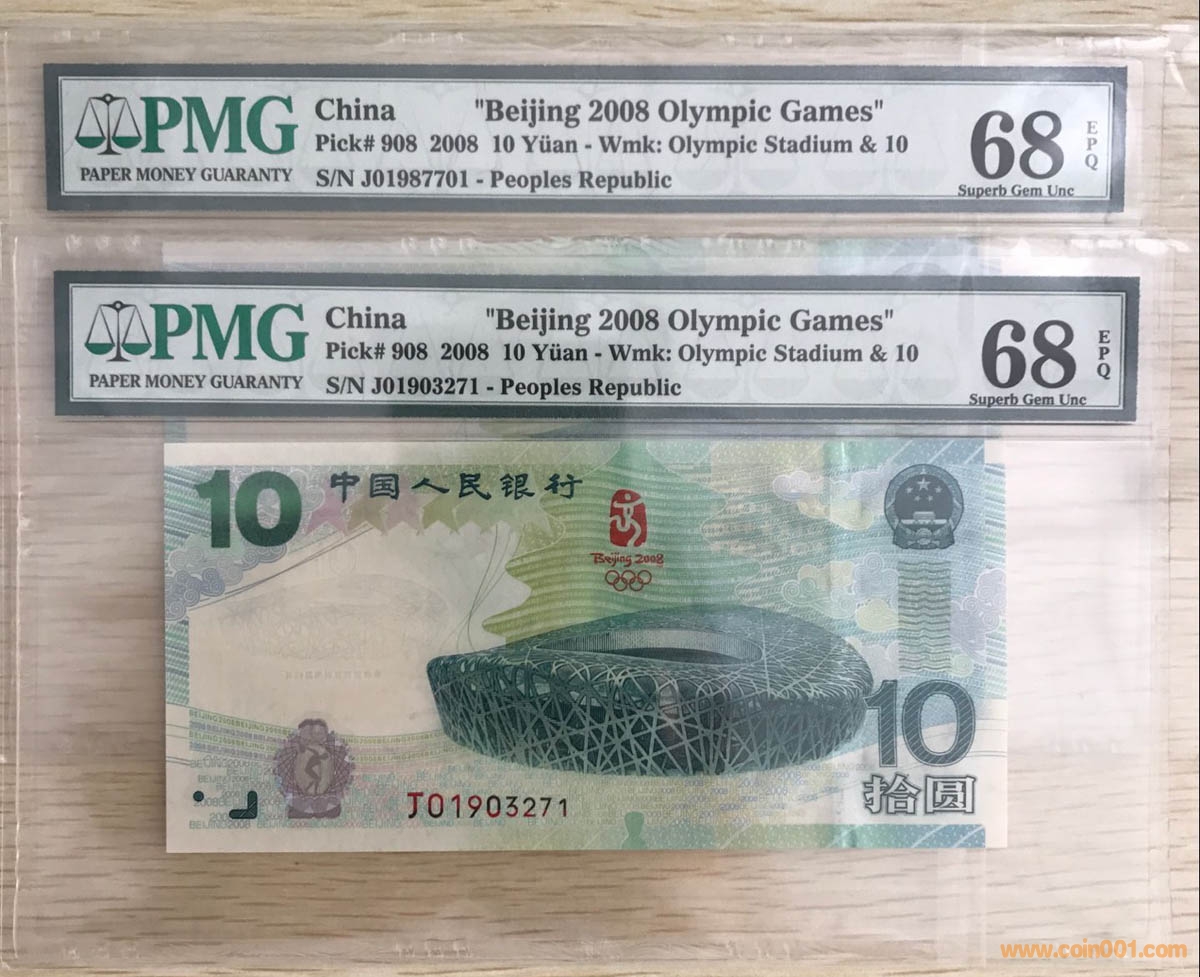 PMG
PAPER MONEY GUARANTY
China "Beijing 2008 Olympic Games"
Pick# 908 2008 10 Yüan - Wmk: Olympic Stadium & 10
S/N J01987701 - Peoples Republic
68
EPQ
Superb Gem Unc
PMG
PAPER MONEY GUARANTY
China "Beijing 2008 Olympic Games"
Pick# 908 2008 10 Yüan - Wmk: Olympic Stadium & 10
S/N J01903271 - Peoples Republic
68
EPQ
Superb Gem Unc
10 中国人民银行
Beijing 2008
10
拾圆
BEIJING2008BEIJING2008
J01903271
www.coin001.com